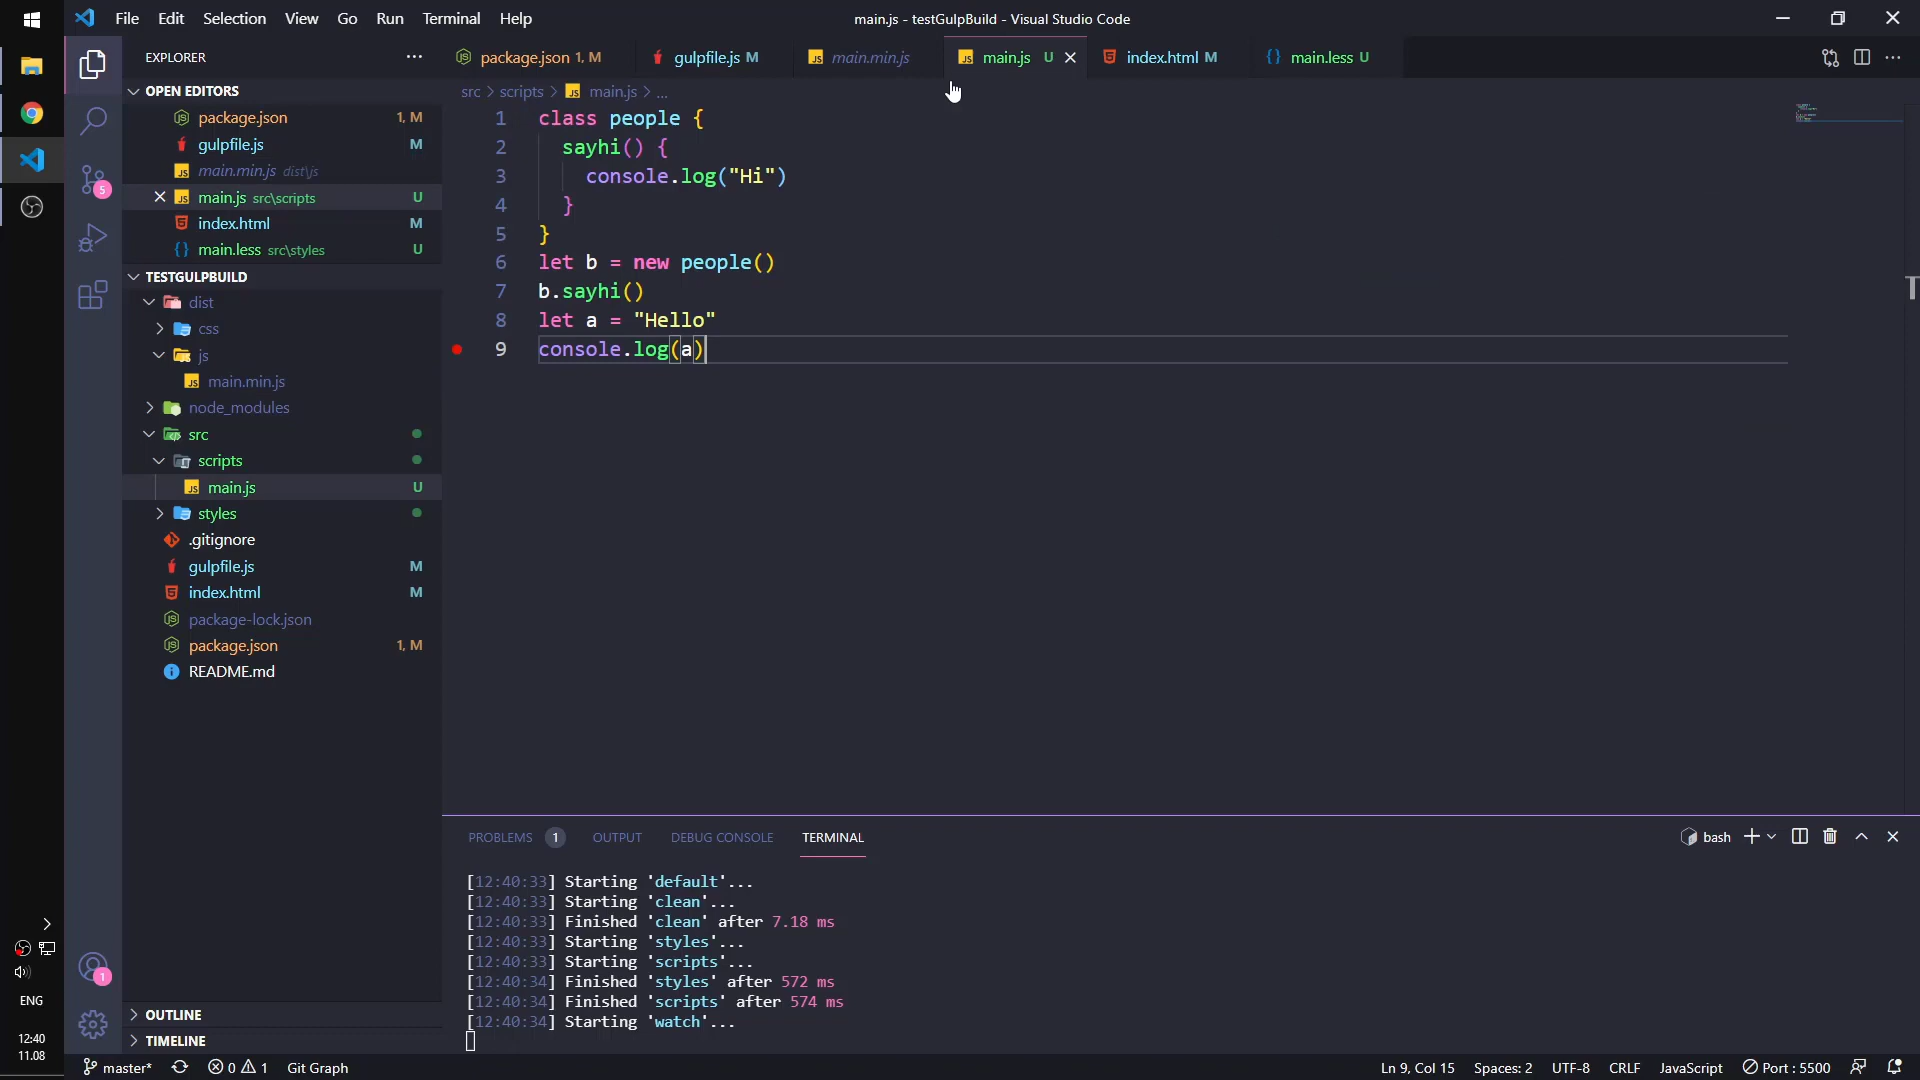 File Edit Selection View Go Run Terminal Help
main.js - testGulpBuild - Visual Studio Code
EXPLORER
package.json 1, M
gulpfile.js M
main.min.js
main.js U
index.html M
main.less U
src > scripts > main.js > ...
OPEN EDITORS
package.json 1, M
gulpfile.js M
main.min.js dist\js
main.js src\scripts U
index.html M
main.less src\styles U
TESTGULPBUILD
dist
css
js
main.min.js
node_modules
src
scripts
main.js U
styles
.gitignore
gulpfile.js M
index.html M
package-lock.json
package.json 1, M
README.md
OUTLINE
TIMELINE
1 class people {
2 sayhi() {
3 console.log("Hi")
4 }
5 }
6 let b = new people()
7 b.sayhi()
8 let a = "Hello"
9 console.log(a)
PROBLEMS 1 OUTPUT DEBUG CONSOLE TERMINAL
bash
[12:40:33] Starting 'default'...
[12:40:33] Starting 'clean'...
[12:40:33] Finished 'clean' after 7.18 ms
[12:40:33] Starting 'styles'...
[12:40:33] Starting 'scripts'...
[12:40:34] Finished 'styles' after 572 ms
[12:40:34] Finished 'scripts' after 574 ms
[12:40:34] Starting 'watch'...
5
1
ENG
12:40
11.08
master* 0 1 Git Graph
Ln 9, Col 15 Spaces: 2 UTF-8 CRLF JavaScript Port : 5500